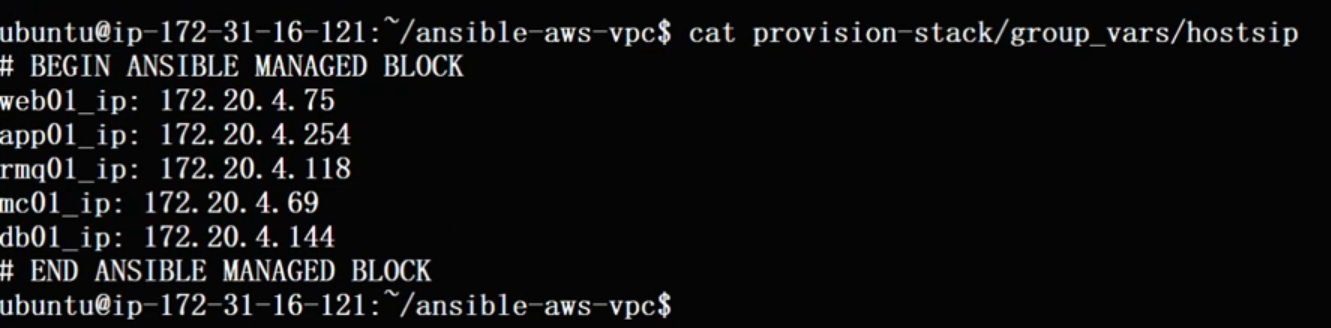 ubuntu@ip-172-31-16-121:~/ansible-aws-vpc$ cat provision-stack/group_vars/hostsip
# BEGIN ANSIBLE MANAGED BLOCK
web01_ip: 172.20.4.75
app01_ip: 172.20.4.254
rmq01_ip: 172.20.4.118
mc01_ip: 172.20.4.69
db01_ip: 172.20.4.144
# END ANSIBLE MANAGED BLOCK
ubuntu@ip-172-31-16-121:~/ansible-aws-vpc$